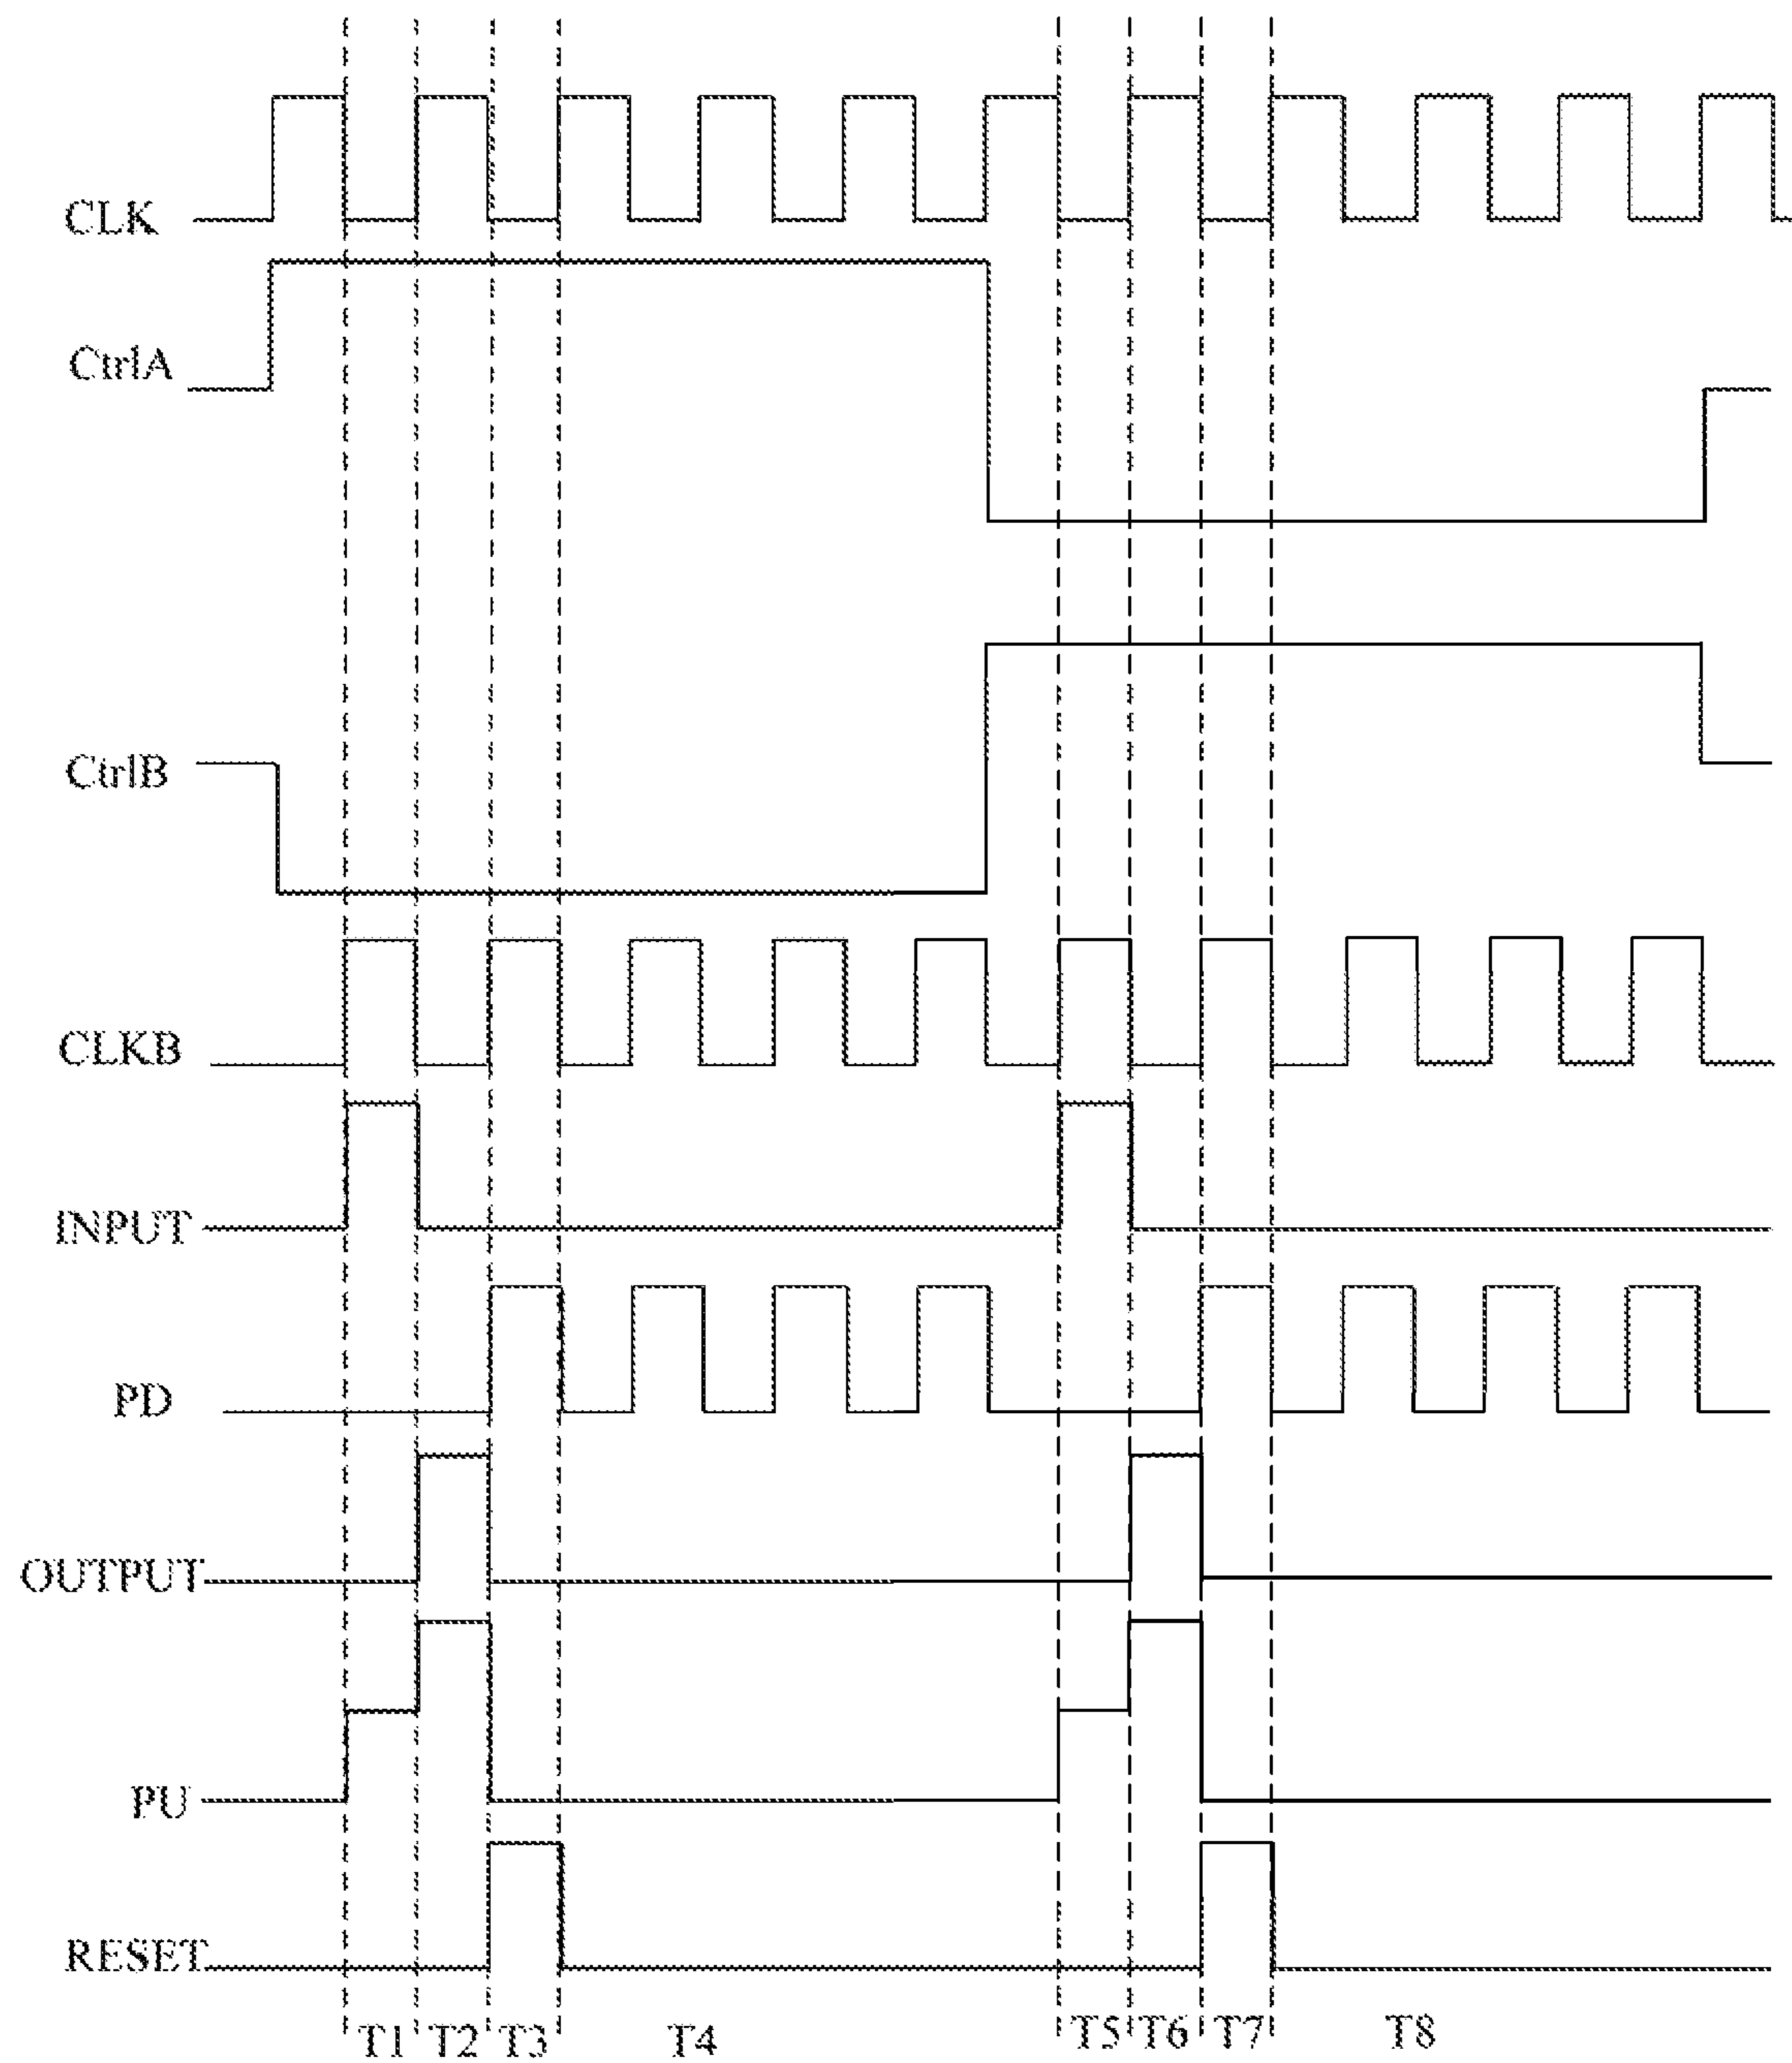 CLK
CtrlA
CtrlB
CLKB
INPUT
PD
OUTPUT
PU
RESET
T1 T2 T3 T4 T5 T6 T7 T8